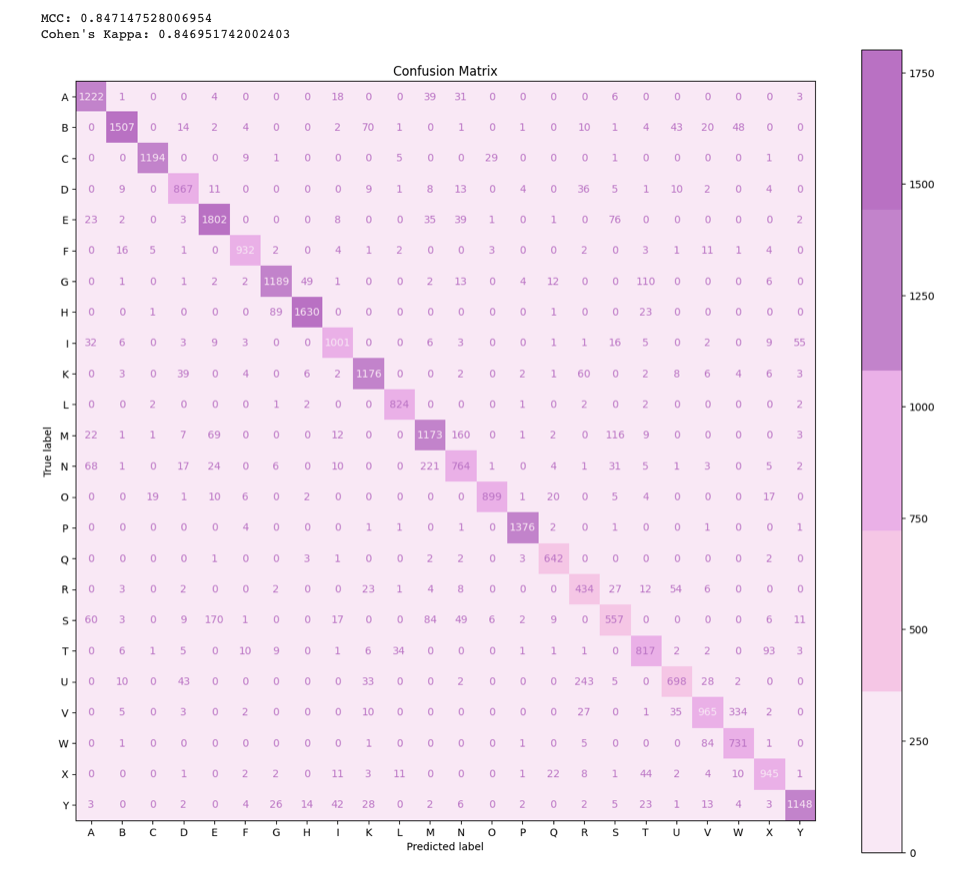 MCC: 0.847147528006954
Cohen's Kappa: 0.846951742002403
Confusion Matrix
A 1222 1 0 0 4 0 0 0 18 0 0 39 31 0 0 0 0 6 0 0 0 0 0 3
B 0 1507 0 14 2 4 0 0 2 70 1 0 1 0 1 0 10 1 4 43 20 48 0 0
C 0 0 1194 0 0 9 1 0 0 0 5 0 0 29 0 0 0 1 0 0 0 0 1 0
D 0 9 0 867 11 0 0 0 0 9 1 8 13 0 4 0 36 5 1 10 2 0 4 0
E 23 2 0 3 1802 0 0 0 8 0 0 35 39 1 0 1 0 76 0 0 0 0 0 2
F 0 16 5 1 0 932 2 0 4 1 2 0 0 3 0 0 2 0 3 1 11 1 4 0
G 0 1 0 1 2 2 1189 49 1 0 0 2 13 0 4 12 0 0 110 0 0 0 6 0
H 0 0 1 0 0 0 89 1630 0 0 0 0 0 0 0 1 0 0 23 0 0 0 0 0
I 32 6 0 3 9 3 0 0 1001 0 0 6 3 0 0 1 1 16 5 0 2 0 9 55
K 0 3 0 39 0 4 0 6 2 1176 0 0 2 0 2 1 60 0 2 8 6 4 6 3
L 0 0 2 0 0 0 1 2 0 0 824 0 0 0 1 0 2 0 2 0 0 0 0 2
M 22 1 1 7 69 0 0 0 12 0 0 1173 160 0 1 2 0 116 9 0 0 0 0 3
N 68 1 0 17 24 0 6 0 10 0 0 221 764 1 0 4 1 31 5 1 3 0 5 2
O 0 0 19 1 10 6 0 2 0 0 0 0 0 899 1 20 0 5 4 0 0 0 17 0
P 0 0 0 0 0 4 0 0 0 1 1 0 1 0 1376 2 0 1 0 0 1 0 0 1
Q 0 0 0 0 1 0 0 3 1 0 0 2 2 0 3 642 0 0 0 0 0 0 2 0
R 0 3 0 2 0 0 2 0 0 23 1 4 8 0 0 0 434 27 12 54 6 0 0 0
S 60 3 0 9 170 1 0 0 17 0 0 84 49 6 2 9 0 557 0 0 0 0 6 11
T 0 6 1 5 0 10 9 0 1 6 34 0 0 0 1 1 1 0 817 2 2 0 93 3
U 0 10 0 43 0 0 0 0 0 33 0 0 2 0 0 0 243 5 0 698 28 2 0 0
V 0 5 0 3 0 2 0 0 0 10 0 0 0 0 0 0 27 0 1 35 965 334 2 0
W 0 1 0 0 0 0 0 0 0 1 0 0 0 0 1 0 5 0 0 0 84 731 1 0
X 0 0 0 1 0 2 2 0 11 3 11 0 0 0 1 22 8 1 44 2 4 10 945 1
Y 3 0 0 2 0 4 26 14 42 28 0 2 6 0 2 0 2 5 23 1 13 4 3 1148
A B C D E F G H I K L M N O P Q R S T U V W X Y
Predicted label
True label
1750
1500
1250
1000
750
500
250
0